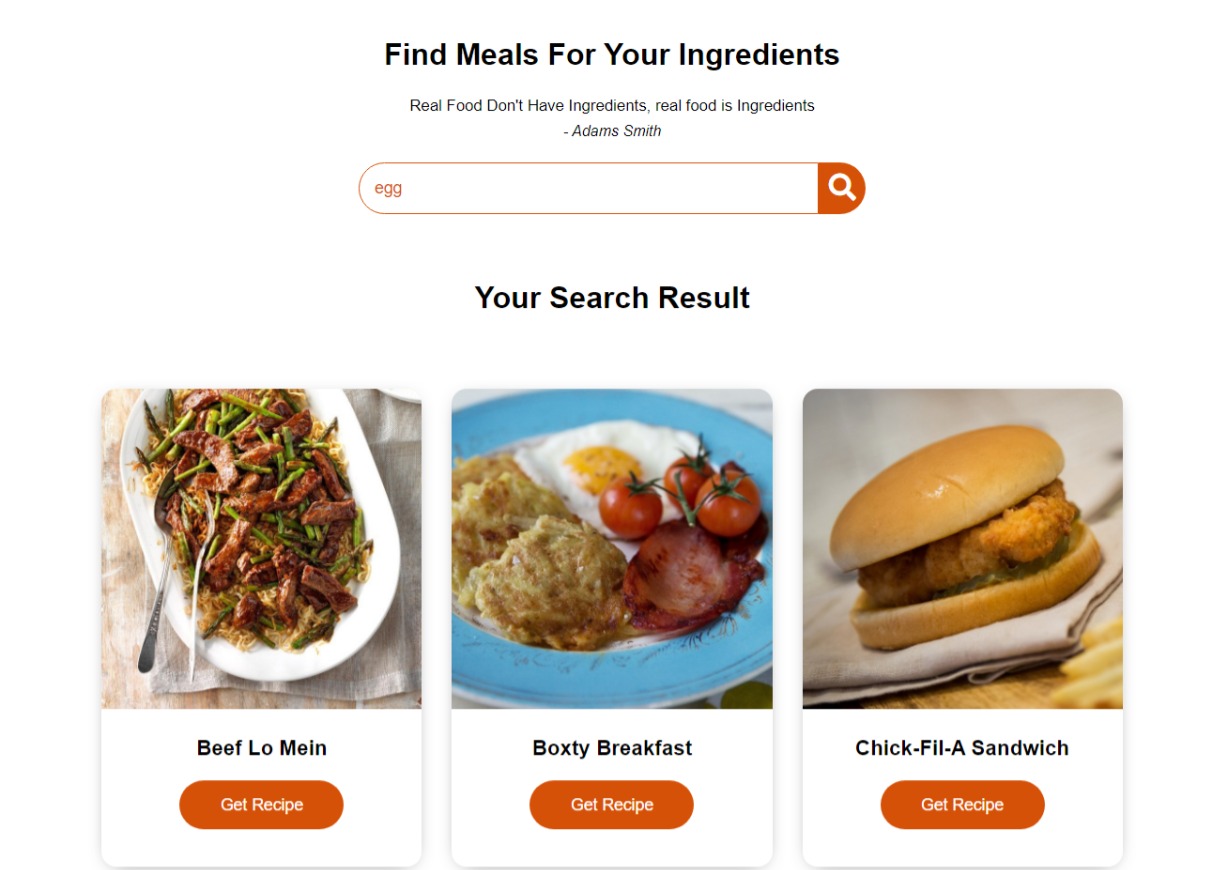 Find Meals For Your Ingredients
Real Food Don't Have Ingredients, real food is Ingredients
- Adams Smith
egg
Your Search Result
Beef Lo Mein
Boxty Breakfast
Chick-Fil-A Sandwich
Get Recipe
Get Recipe
Get Recipe